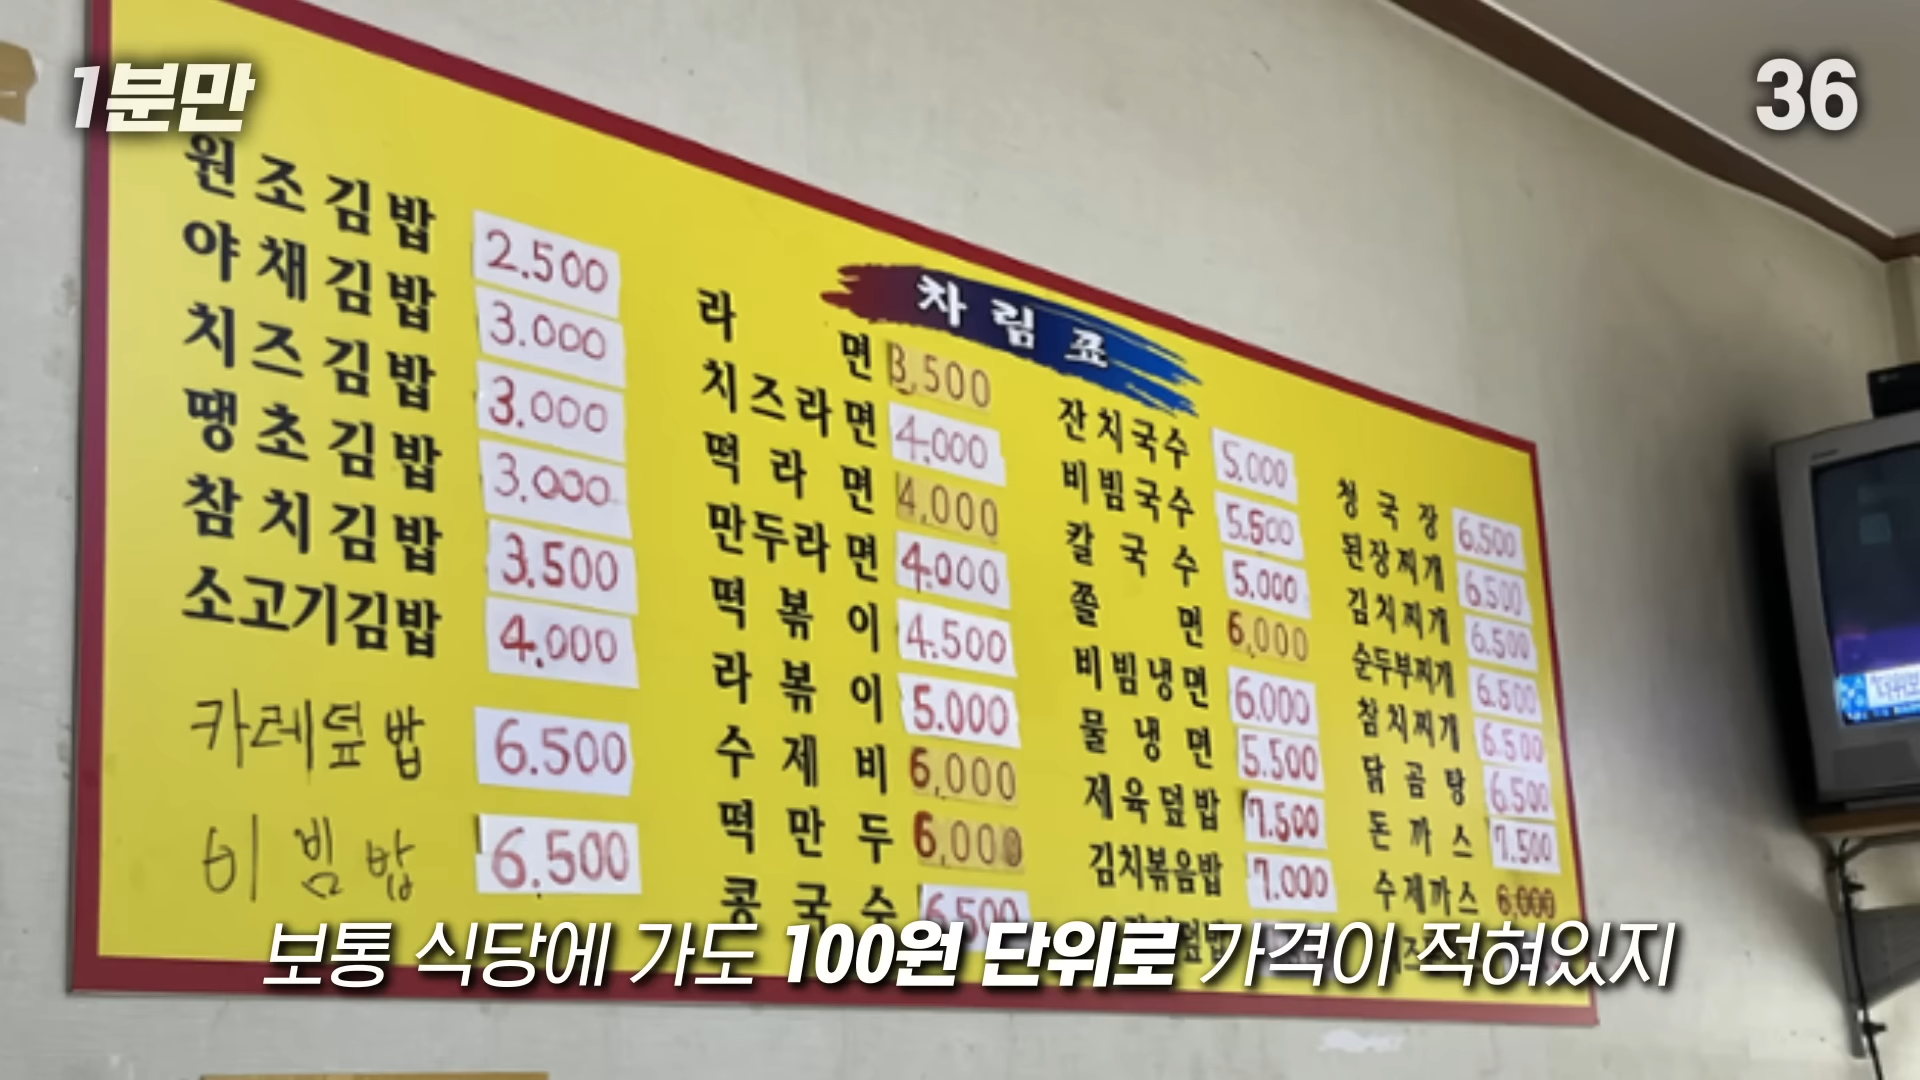 1분만
36
차림표
원조김밥 2.500
야채김밥 3.000
치즈김밥 3.000
땡초김밥 3.000
참치김밥 3.500
소고기김밥 4.000
카레덮밥 6.500
비빔밥 6.500
라면 3,500
치즈라면 4.000
떡라면 4,000
만두라면 4.000
떡볶이 4.500
라볶이 5.000
수제비 6,000
떡만두 6,000
콩국수 6.500
잔치국수 5.000
비빔국수 5.500
칼국수 5.000
쫄면 6,000
비빔냉면 6.000
물냉면 5.500
제육덮밥 7.500
김치볶음밥 7.000
청국장 6.500
된장찌개 6.500
김치찌개 6.500
순두부찌개 6.500
참치찌개 6.500
닭곰탕 6.500
돈까스 7.500
수제까스 6,000
보통 식당에 가도 100원 단위로 가격이 적혀있지